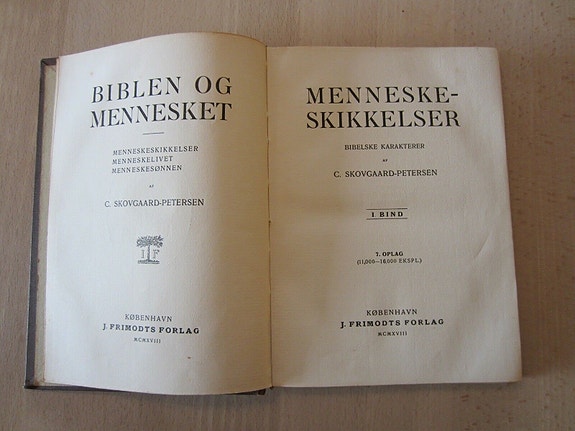 BIBLEN OG
MENNESKET
MENNESKESKIKKELSER
MENNESKELIVET
MENNESKESØNNEN
AF
C. SKOVGAARD-PETERSEN
I F
KØBENHAVN
J. FRIMODTS FORLAG
MCMXVIII
MENNESKE-
SKIKKELSER
BIBELSKE KARAKTERER
AF
C. SKOVGAARD-PETERSEN
I BIND
7. OPLAG
(11,000—16,000 EKSPL.)
KØBENHAVN
J. FRIMODTS FORLAG
MCMXVIII